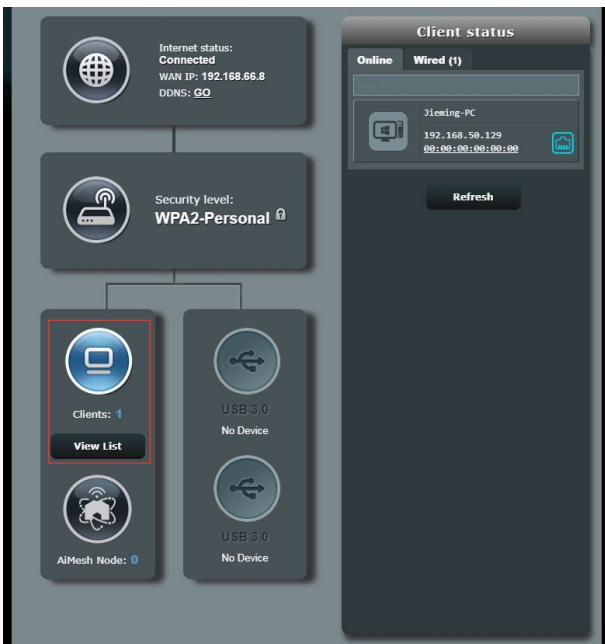 Internet status:
Connected
WAN IP: 192.168.66.8
DDNS: GO
Security level:
WPA2-Personal
Clients: 1
View List
AiMesh Node: 0
USB 3.0
No Device
USB 3.0
No Device
Client status
Online Wired (1)
Search
Jieming-PC
192.168.50.129
00:00:00:00:00:00
Refresh